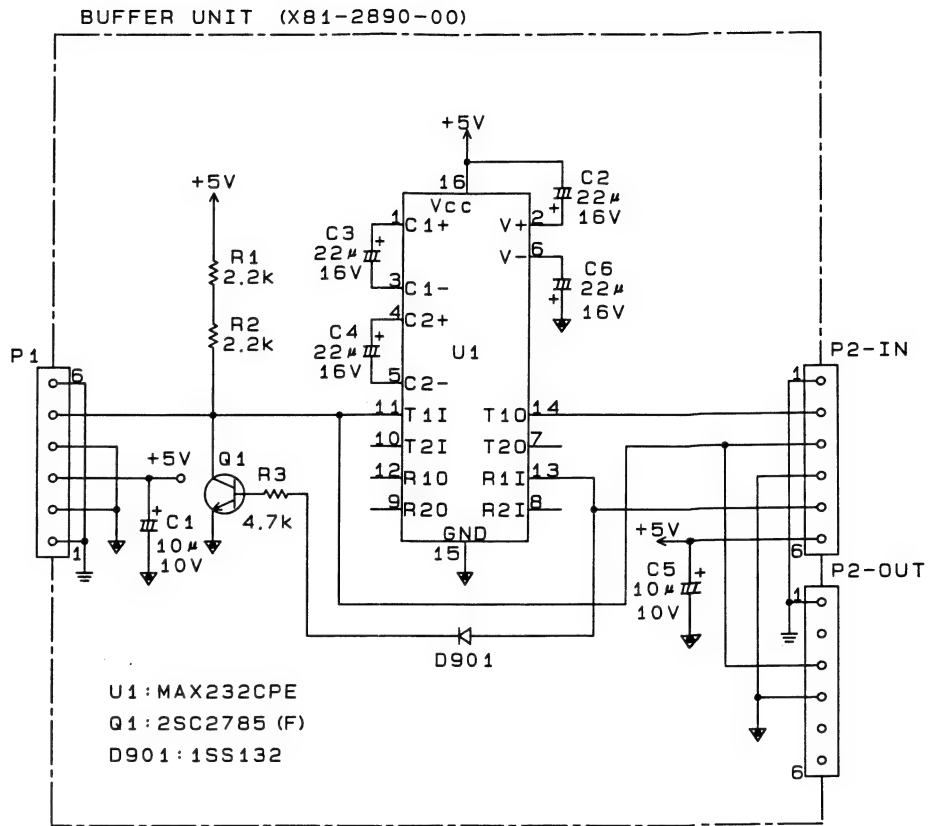 BUFFER UNIT (X81-2890-00)
+5V
16
Vcc
C2
22μ
16V
+
+5V
1
C1+
V+
2
C3
+
22μ
16V
R1
2.2k
3
C1-
V-
6
C6
22μ
16V
+
4
C2+
R2
2.2k
C4
+
22μ
16V
U1
5
C2-
P1
6
P2-IN
1
11
T1I
T1O
14
10
T2I
T2O
7
+5V
Q1
R3
4.7k
12
R1O
R1I
13
9
R2O
R2I
8
C1
+
10μ
10V
1
GND
15
+5V
6
C5
+
10μ
10V
P2-OUT
1
D901
6
U1:MAX232CPE
Q1:2SC2785(F)
D901:1SS132